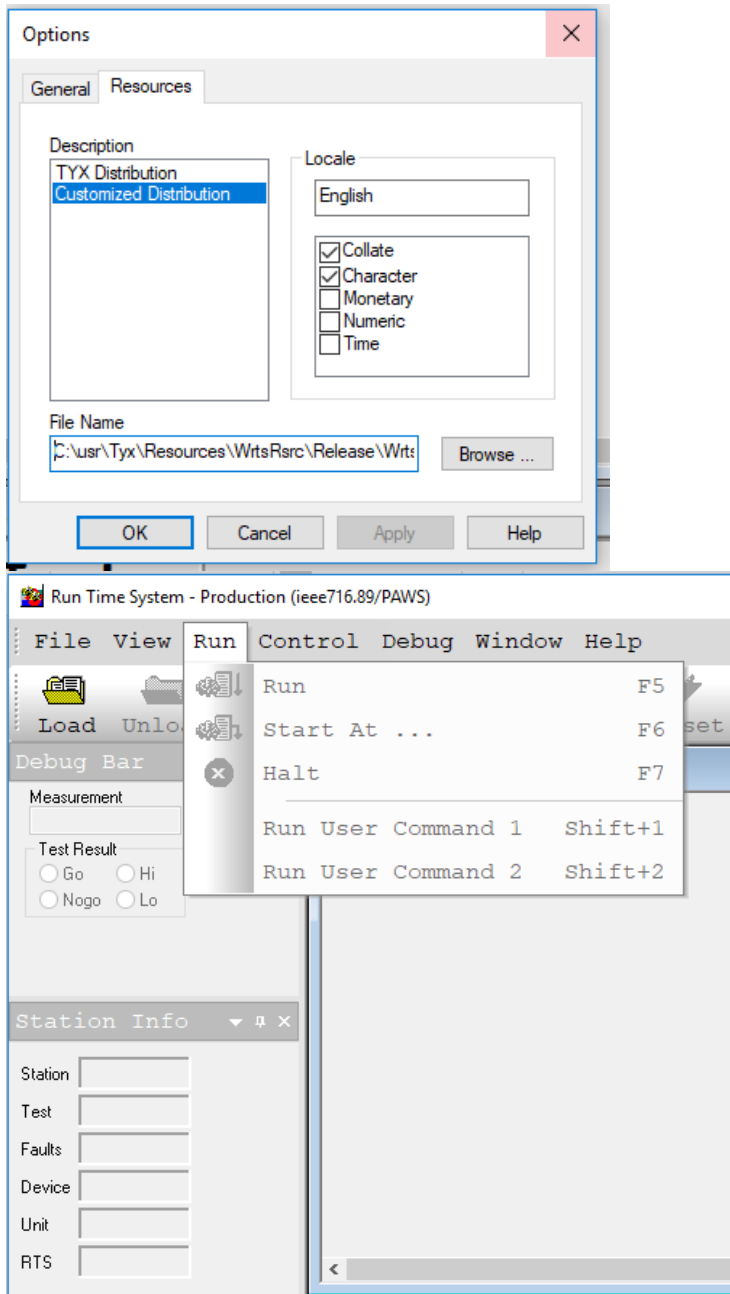 Options
General Resources
Description
TYX Distribution
Customized Distribution
Locale
English
Collate
Character
Monetary
Numeric
Time
File Name
C:\usr\Tyx\Resources\WrtsRsrc\Release\Wrts
Browse ...
OK Cancel Apply Help
Run Time System - Production (ieee716.89/PAWS)
File View Run Control Debug Window Help
Load Unlo set
Run F5
Start At ... F6
Halt F7
Run User Command 1 Shift+1
Run User Command 2 Shift+2
Debug Bar
Measurement
Test Result
Go Hi
Nogo Lo
Station Info
Station
Test
Faults
Device
Unit
RTS